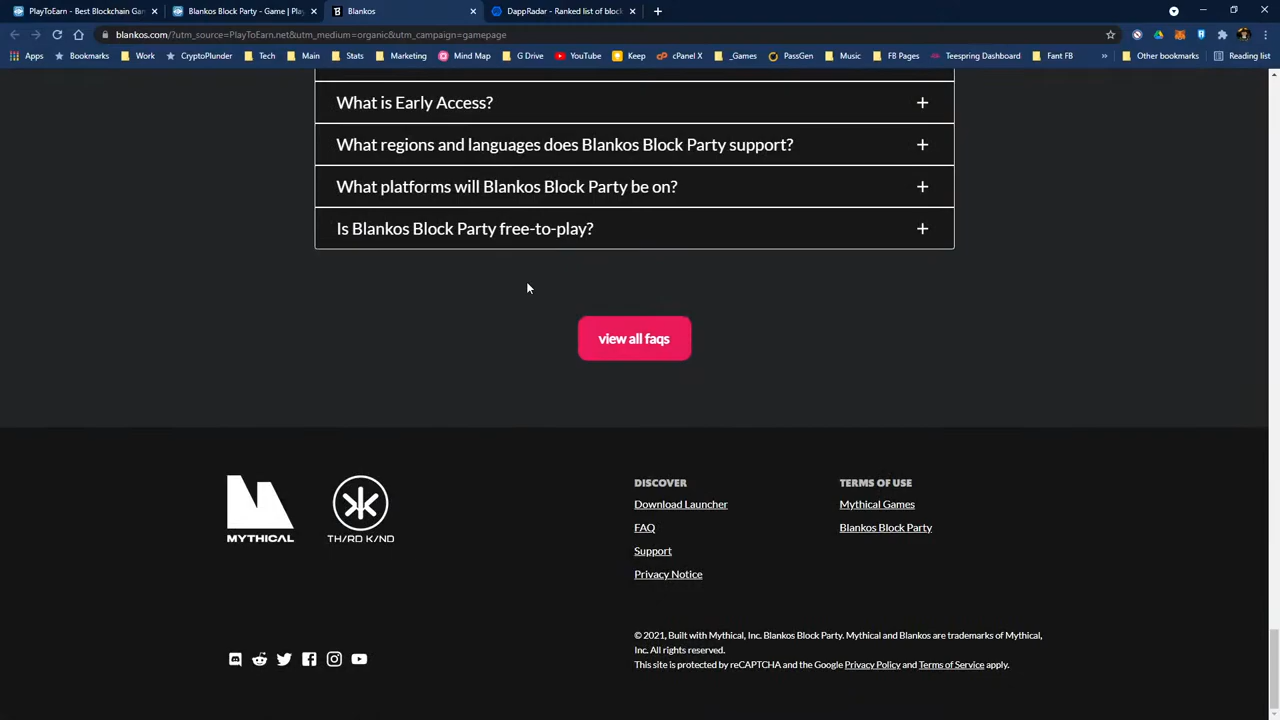 PlayToEarn - Best Blockchain Gan
Blankos Block Party - Game | Play
Blankos
DappRadar - Ranked list of block
blankos.com/?utm_source=PlayToEarn.net&utm_medium=organic&utm_campaign=gamepage
Apps Bookmarks Work CryptoPlunder Tech Main Stats Mind Map G Drive YouTube Keep cPanel X _Games PassGen Music FB Pages Teespring Dashboard Fant FB » Other bookmarks Reading list
What is Early Access? +
What regions and languages does Blankos Block Party support? +
What platforms will Blankos Block Party be on? +
Is Blankos Block Party free-to-play? +
view all faqs
MYTHICAL
TH/RD K/ND
DISCOVER
Download Launcher
FAQ
Support
Privacy Notice
TERMS OF USE
Mythical Games
Blankos Block Party
© 2021, Built with Mythical, Inc. Blankos Block Party. Mythical and Blankos are trademarks of Mythical,
Inc. All rights reserved.
This site is protected by reCAPTCHA and the Google Privacy Policy and Terms of Service apply.